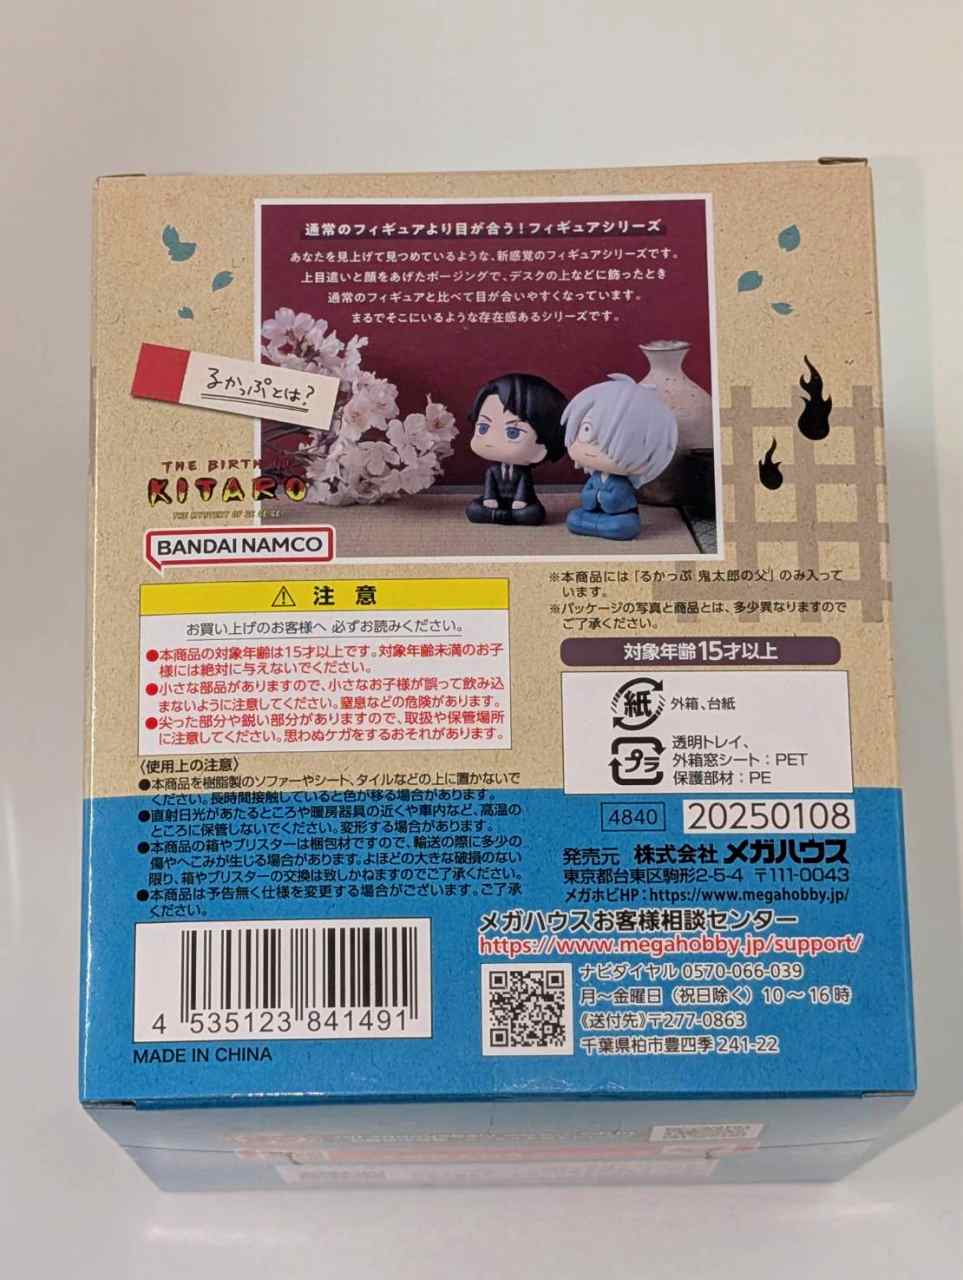 通常のフィギュアより目が合う！フィギュアシリーズ
あなたを見上げて見つめているような、新感覚のフィギュアシリーズです。
上目遣いと顔をあげたポージングで、デスクの上などに飾ったとき
通常のフィギュアと比べて目が合いやすくなっています。
まるでそこにいるような存在感あるシリーズです。
るかっぷとは？
THE BIRTH OF
KITARO
THE MYSTERY OF GE GE GE
BANDAI NAMCO
注意
お買い上げのお客様へ 必ずお読みください。
●本商品の対象年齢は15才以上です。対象年齢未満のお子
様には絶対に与えないでください。
●小さな部品がありますので、小さなお子様が誤って飲み込
まないように注意してください。窒息などの危険があります。
●尖った部分や鋭い部分がありますので、取扱や保管場所
に注意してください。思わぬケガをするおそれがあります。
〈使用上の注意〉
●本商品を樹脂製のソファーやシート、タイルなどの上に置かないで
ください。長時間接触していると色が移る場合があります。
●直射日光があたるところや暖房器具の近くや車内など、高温の
ところに保管しないでください。変形する場合があります。
●本商品の箱やブリスターは梱包材ですので、輸送の際に多少の
傷やへこみが生じる場合があります。よほどの大きな破損のない
限り、箱やブリスターの交換は致しかねますのでご了承ください。
●本商品は予告無く仕様を変更する場合がございます。ご了承
ください。
4 535123 841491
MADE IN CHINA
※本商品には「るかっぷ 鬼太郎の父」のみ入って
います。
※パッケージの写真と商品とは、多少異なりますので
ご了承ください。
対象年齢15才以上
紙
外箱、台紙
プラ
透明トレイ、
外箱窓シート：PET
保護部材：PE
4840
20250108
発売元 株式会社メガハウス
東京都台東区駒形2-5-4 〒111-0043
メガホビHP：https://www.megahobby.jp/
メガハウスお客様相談センター
https://www.megahobby.jp/support/
ナビダイヤル 0570-066-039
月～金曜日（祝日除く）10～16時
《送付先》〒277-0863
千葉県柏市豊四季 241-22